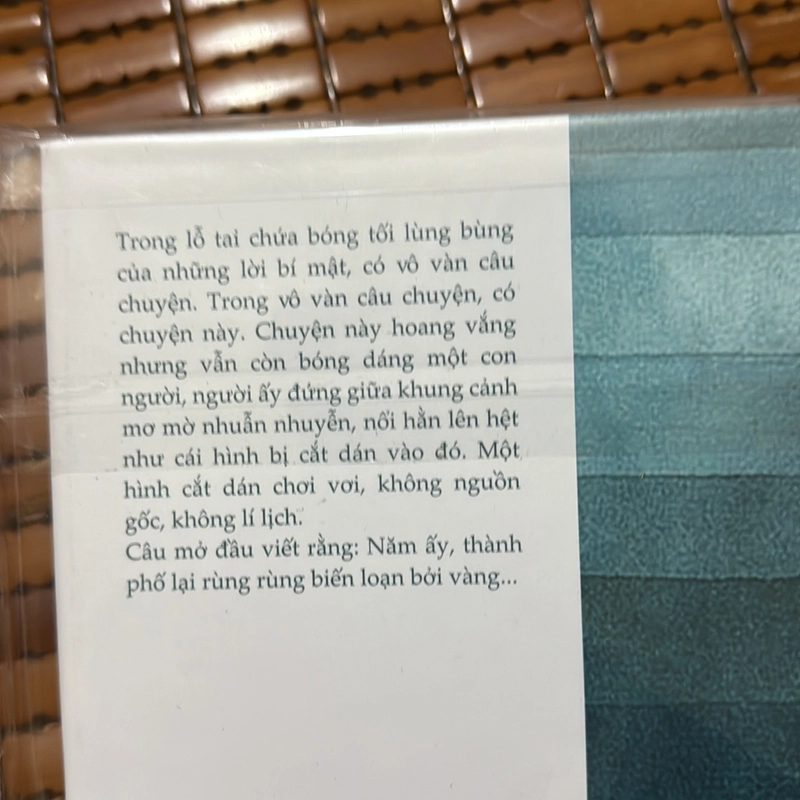 Trong lỗ tai chứa bóng tối lùng bùng
của những lời bí mật, có vô vàn câu
chuyện. Trong vô vàn câu chuyện, có
chuyện này. Chuyện này hoang vắng
nhưng vẫn còn bóng dáng một con
người, người ấy đứng giữa khung cảnh
mơ mờ nhuẫn nhuyễn, nổi hằn lên hệt
như cái hình bị cắt dán vào đó. Một
hình cắt dán chơi vơi, không nguồn
gốc, không lí lịch.
Câu mở đầu viết rằng: Năm ấy, thành
phố lại rùng rùng biến loạn bởi vàng...